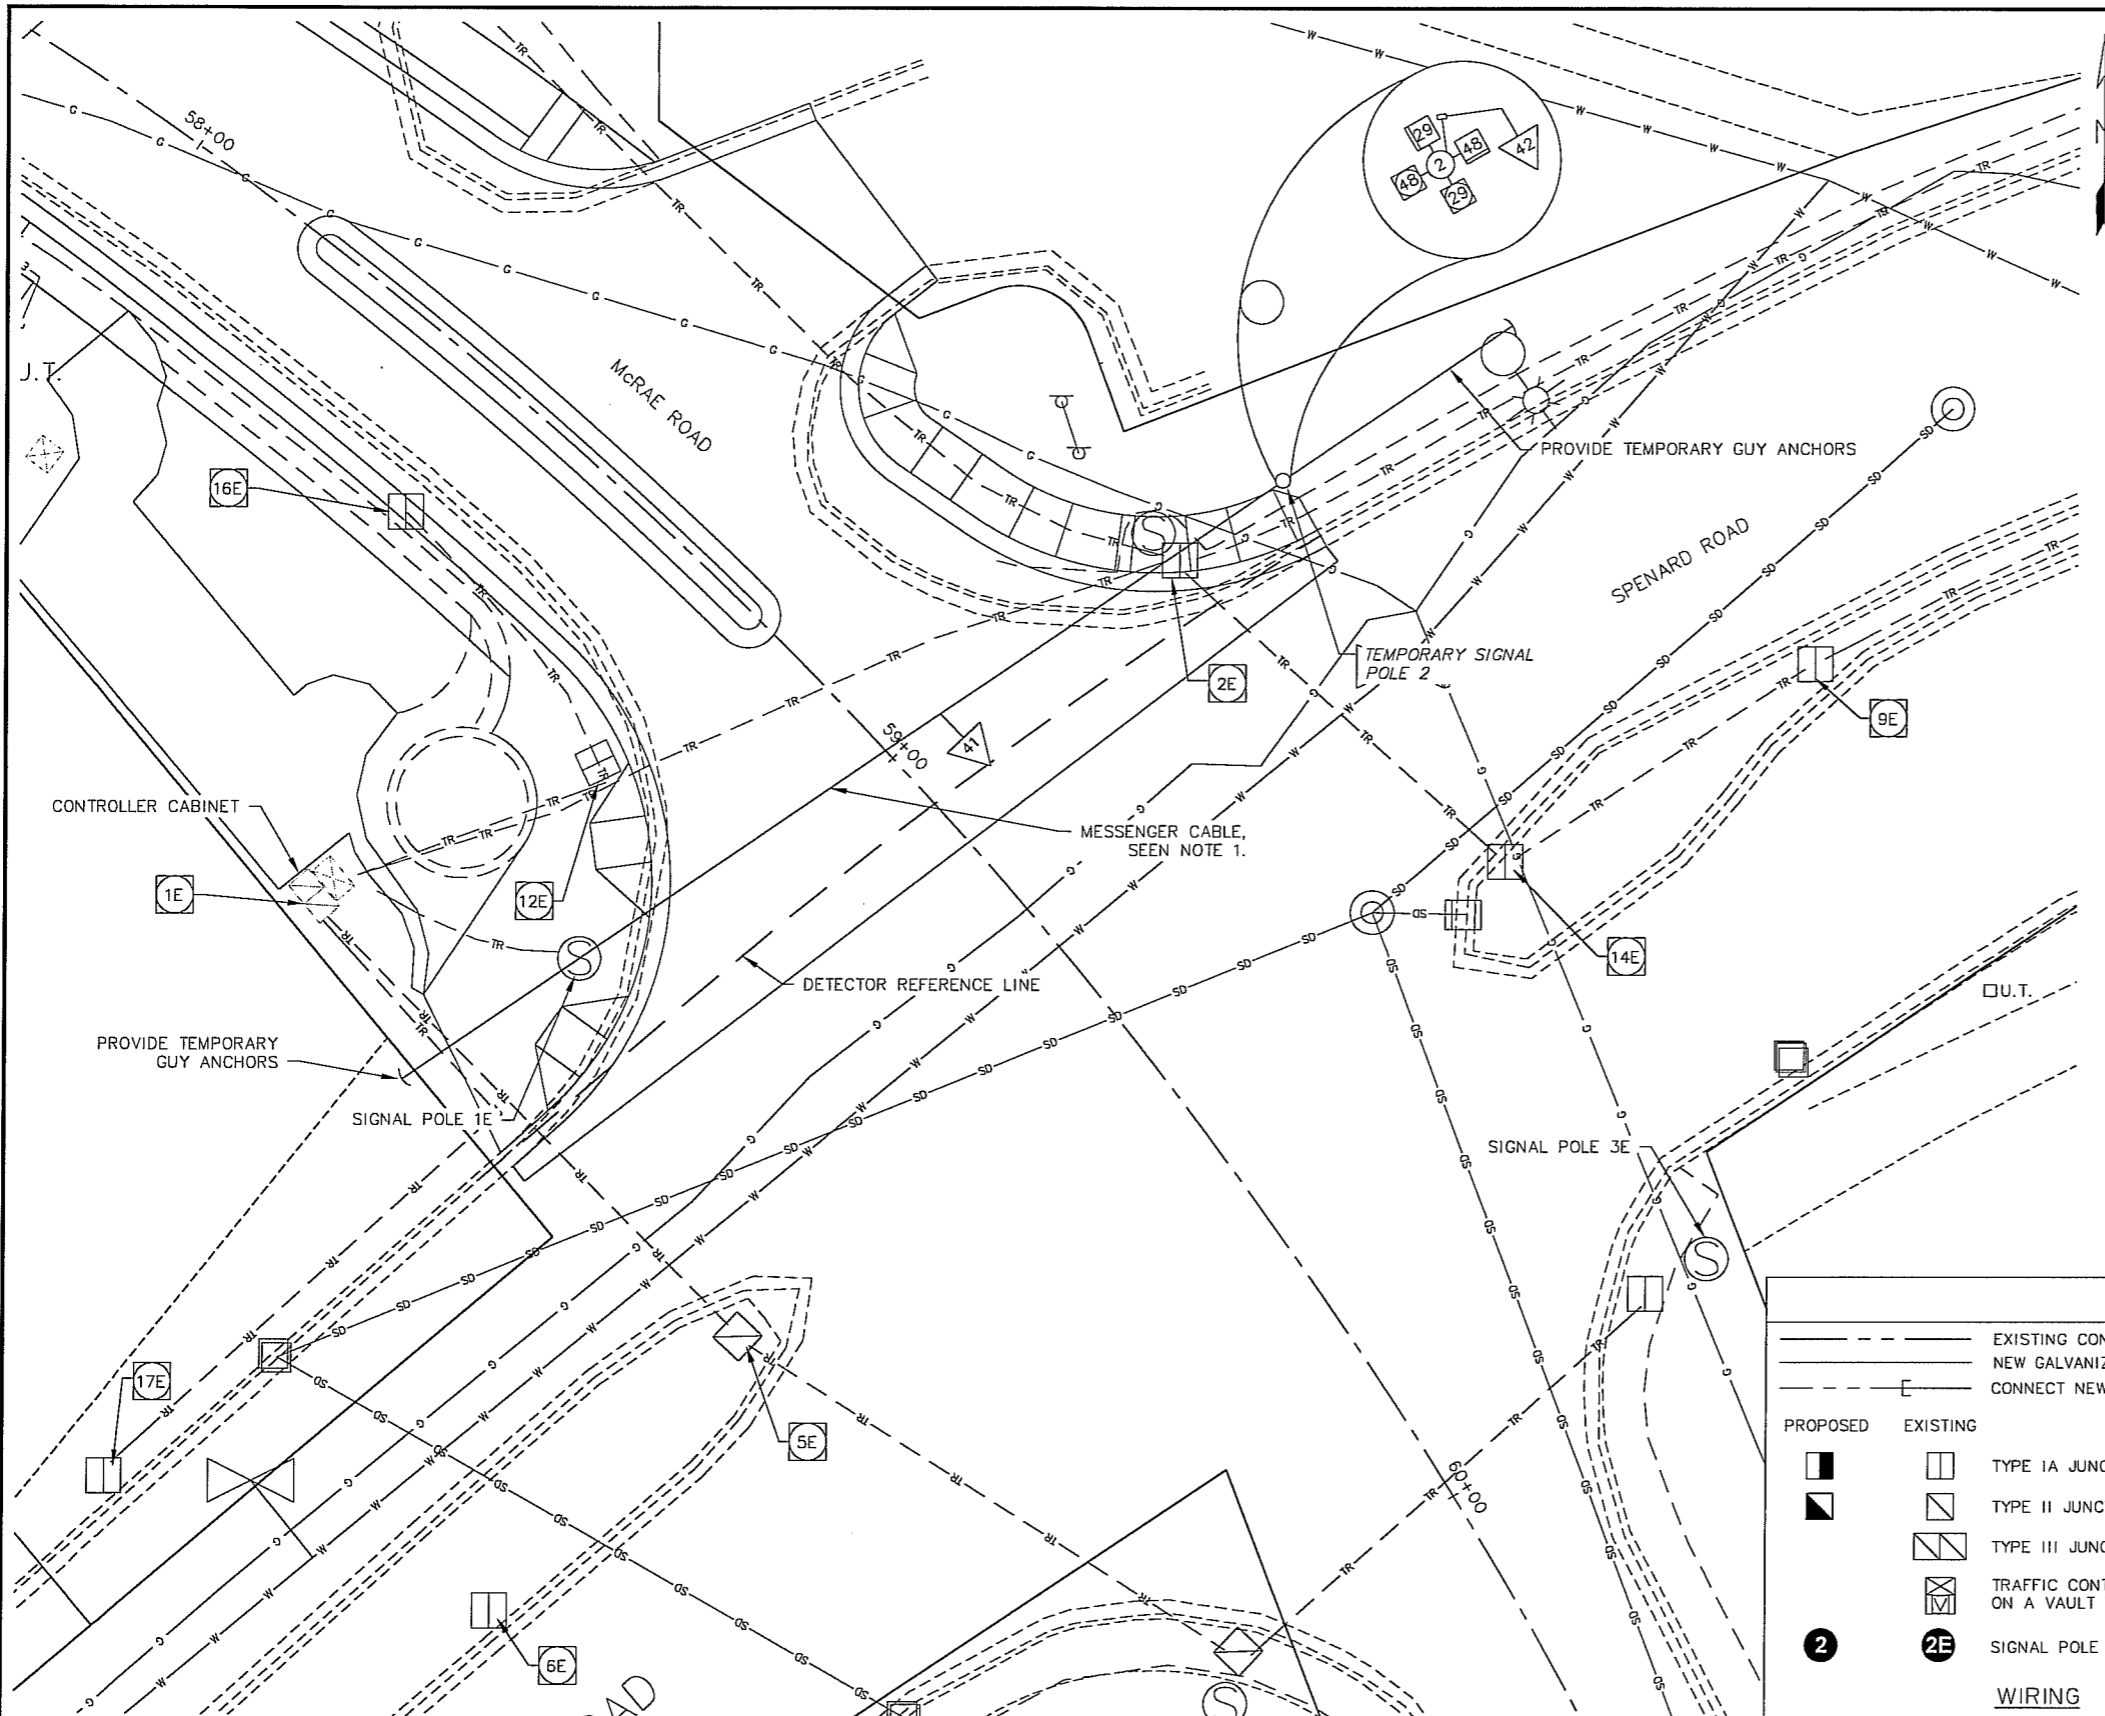 58+00
29
48
42
2
48
29
J.T.
McRAE ROAD
16E
PROVIDE TEMPORARY GUY ANCHORS
SPENARD ROAD
TEMPORARY SIGNAL
POLE 2
2E
9E
59+00
41
CONTROLLER CABINET
MESSENGER CABLE,
SEEN NOTE 1.
1E
12E
14E
DETECTOR REFERENCE LINE
U.T.
PROVIDE TEMPORARY
GUY ANCHORS
SIGNAL POLE 1E
SIGNAL POLE 3E
17E
5E
60+00
6E
OAD
EXISTING CON
NEW GALVANIZ
CONNECT NEW
PROPOSED EXISTING
TYPE IA JUNC
TYPE II JUNC
TYPE III JUNC
TRAFFIC CONT
ON A VAULT
2 2E SIGNAL POLE
WIRING